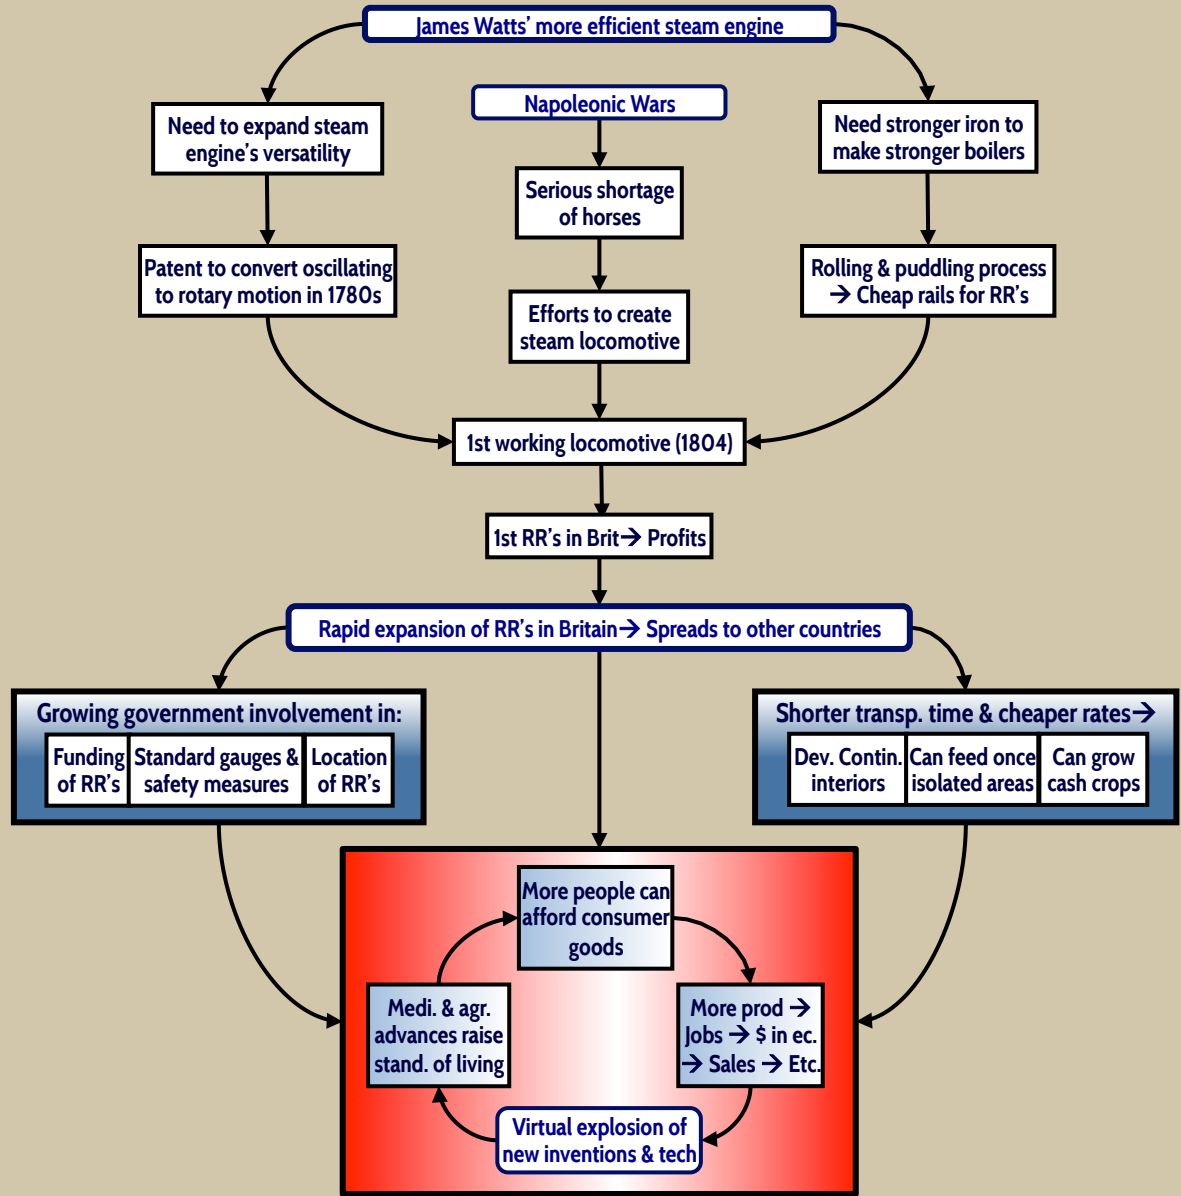 James Watts' more efficient steam engine
Napoleonic Wars
Need to expand steam
engine's versatility
Need stronger iron to
make stronger boilers
Serious shortage
of horses
Patent to convert oscillating
to rotary motion in 1780s
Rolling & puddling process
→ Cheap rails for RR's
Efforts to create
steam locomotive
1st working locomotive (1804)
1st RR's in Brit→ Profits
Rapid expansion of RR's in Britain→ Spreads to other countries
Growing government involvement in:
Funding
of RR's
Standard gauges &
safety measures
Location
of RR's
Shorter transp. time & cheaper rates→
Dev. Contin.
interiors
Can feed once
isolated areas
Can grow
cash crops
More people can
afford consumer
goods
Medi. & agr.
advances raise
stand. of living
More prod →
Jobs → $ in ec.
→ Sales → Etc.
Virtual explosion of
new inventions & tech